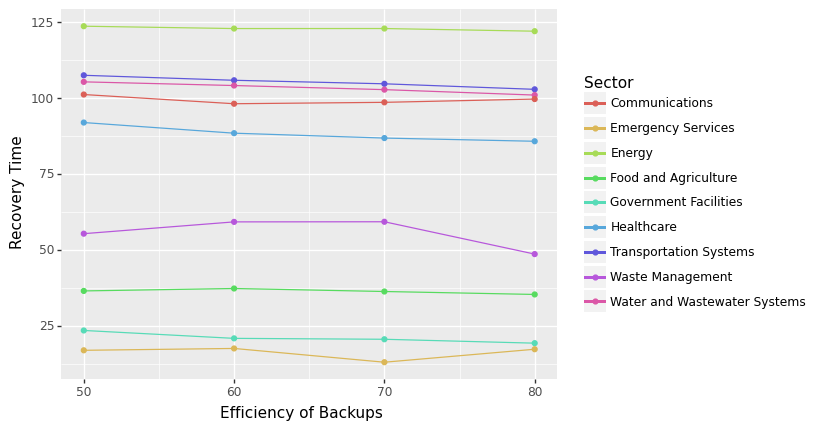 125
100
75
50
25
Recovery Time
50 60 70 80
Efficiency of Backups
Sector
Communications
Emergency Services
Energy
Food and Agriculture
Government Facilities
Healthcare
Transportation Systems
Waste Management
Water and Wastewater Systems